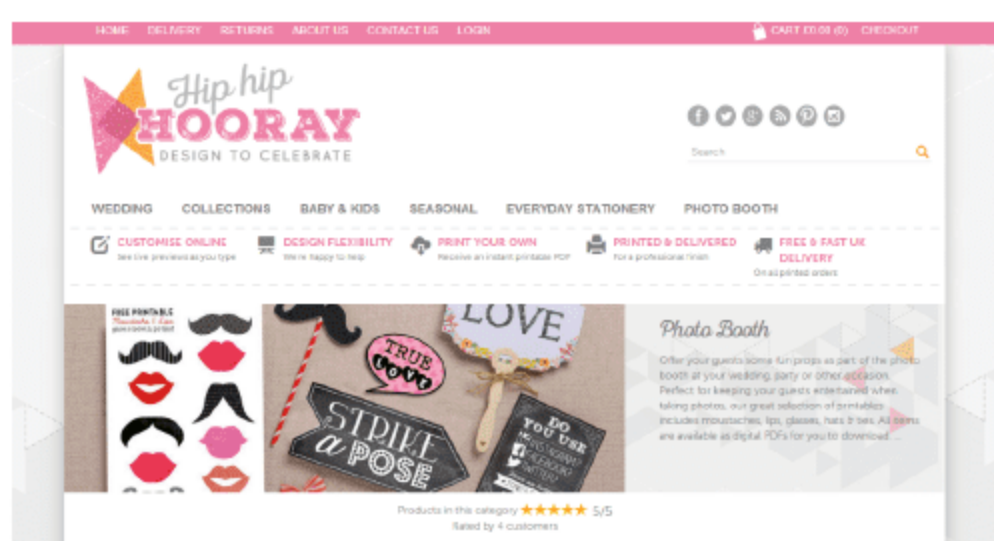 HOME DELIVERY RETURNS ABOUT US CONTACT US LOGIN CART £0.00 (0) CHECKOUT
Hip hip
HOORAY
DESIGN TO CELEBRATE
Search
WEDDING COLLECTIONS BABY & KIDS SEASONAL EVERYDAY STATIONERY PHOTO BOOTH
CUSTOMISE ONLINE DESIGN FLEXIBILITY PRINT YOUR OWN PRINTED & DELIVERED FREE & FAST UK
DELIVERY
See live previews as you type We're happy to help Receive an instant printable PDF For a professional finish
On all printed orders
FREE PRINTABLE
Moustache & Lips
TRUE
LOVE
LOVE
STRIKE
a POSE
DO
YOU USE
INSTAGRAM?
FACEBOOK?
TWITTER?
Photo Booth
Offer your guests some fun props as part of the photo
booth at your wedding, party or other occasion.
Perfect for keeping your guests entertained when
taking photos, our great selection of printables
includes moustaches, lips, glasses, hats & ties. All items
are available as digital PDFs for you to download. ...
Products in this category 5/5
Rated by 4 customers